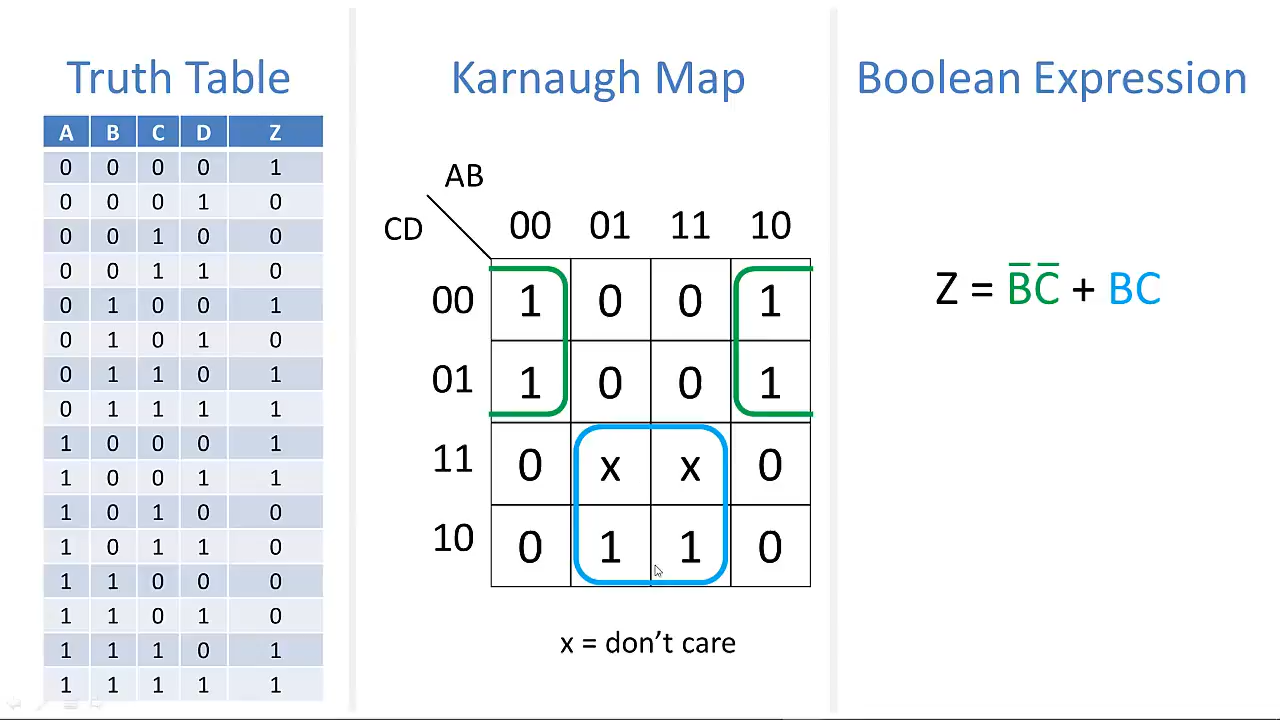 Truth Table
A B C D Z
0 0 0 0 1
0 0 0 1 0
0 0 1 0 0
0 0 1 1 0
0 1 0 0 1
0 1 0 1 0
0 1 1 0 1
0 1 1 1 1
1 0 0 0 1
1 0 0 1 1
1 0 1 0 0
1 0 1 1 0
1 1 0 0 0
1 1 0 1 0
1 1 1 0 1
1 1 1 1 1
Karnaugh Map
AB
CD 00 01 11 10
00 1 0 0 1
01 1 0 0 1
11 0 x x 0
10 0 1 1 0
x = don’t care
Boolean Expression
Z = B̅C̅ + BC